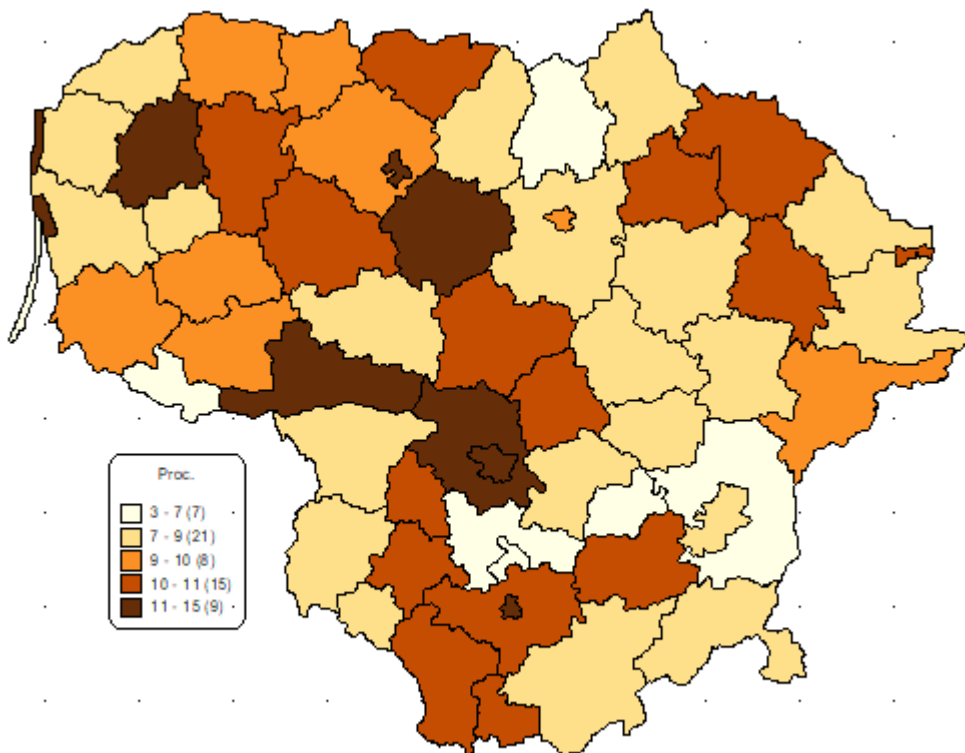 Proc.
3 - 7 (7)
7 - 9 (21)
9 - 10 (8)
10 - 11 (15)
11 - 15 (9)